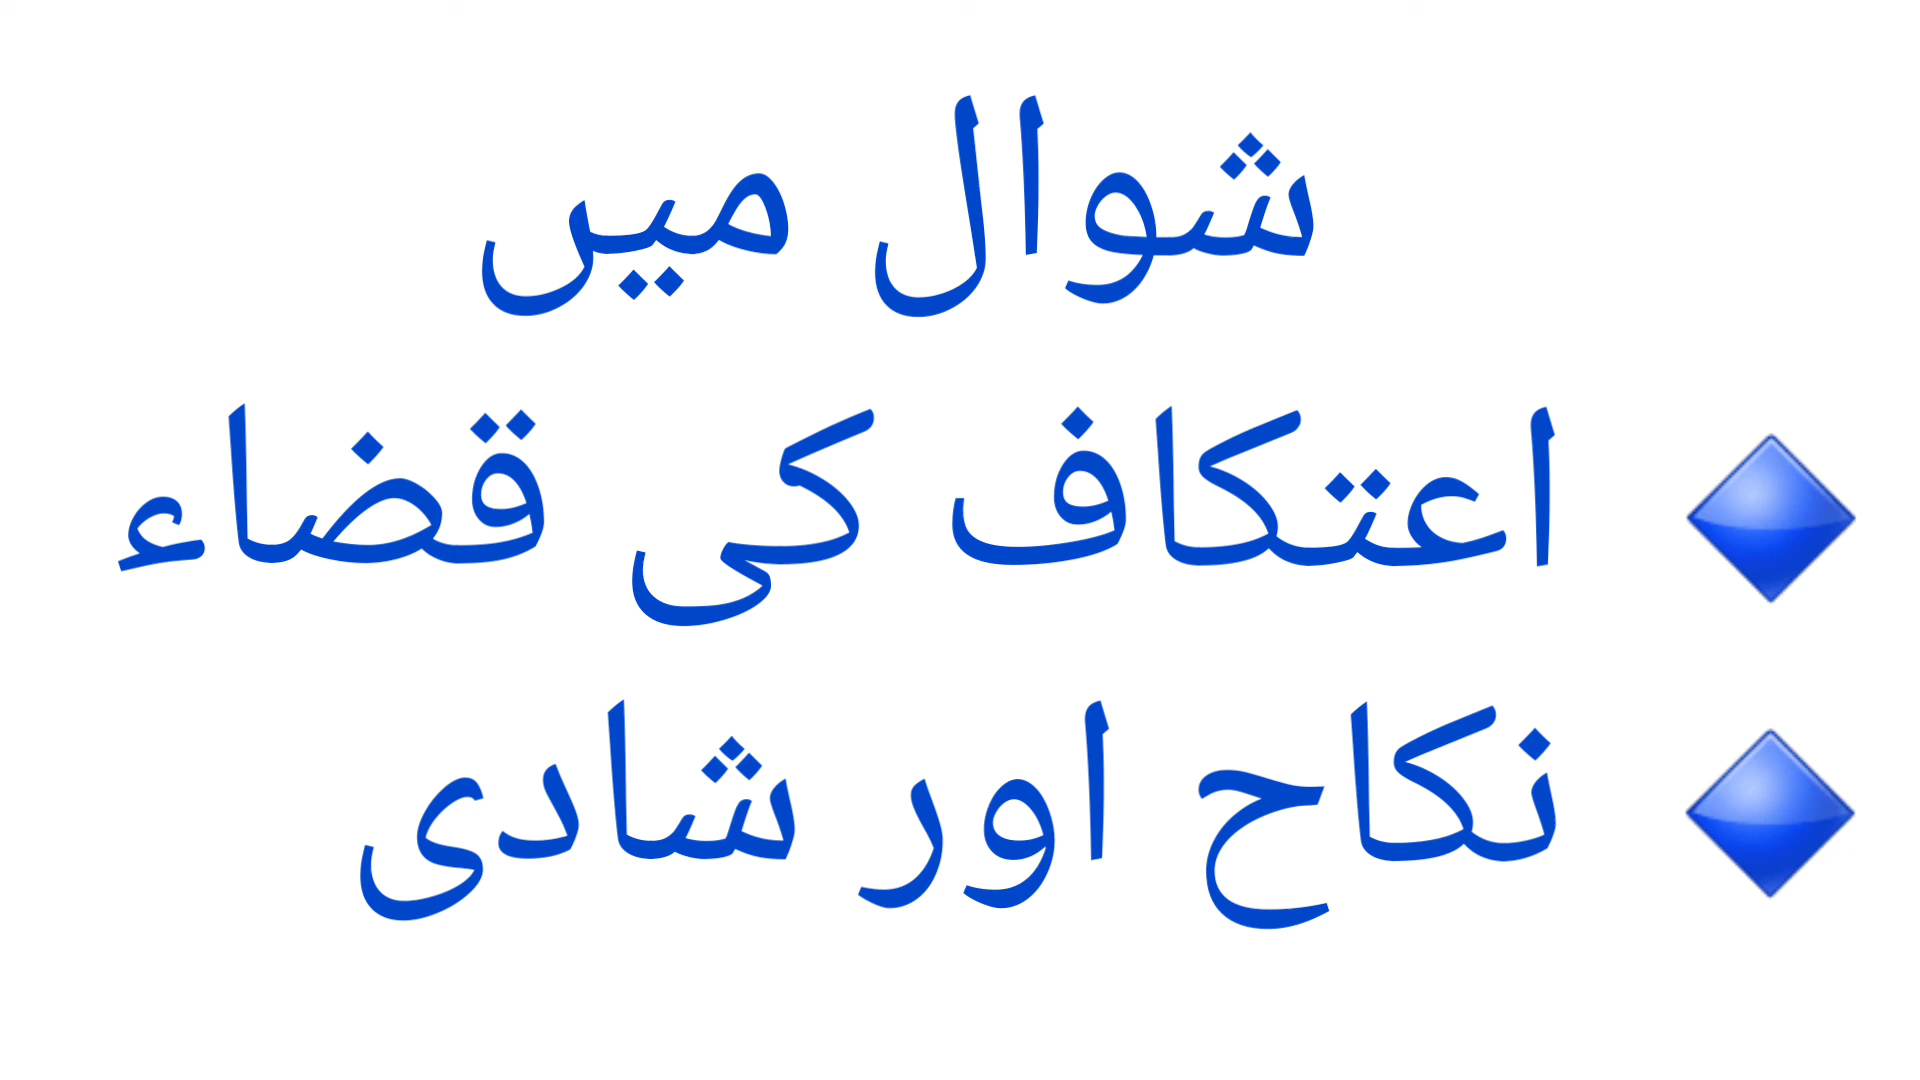 شوال میں
🔷 اعتکاف کی قضاء
🔷 نکاح اور شادی